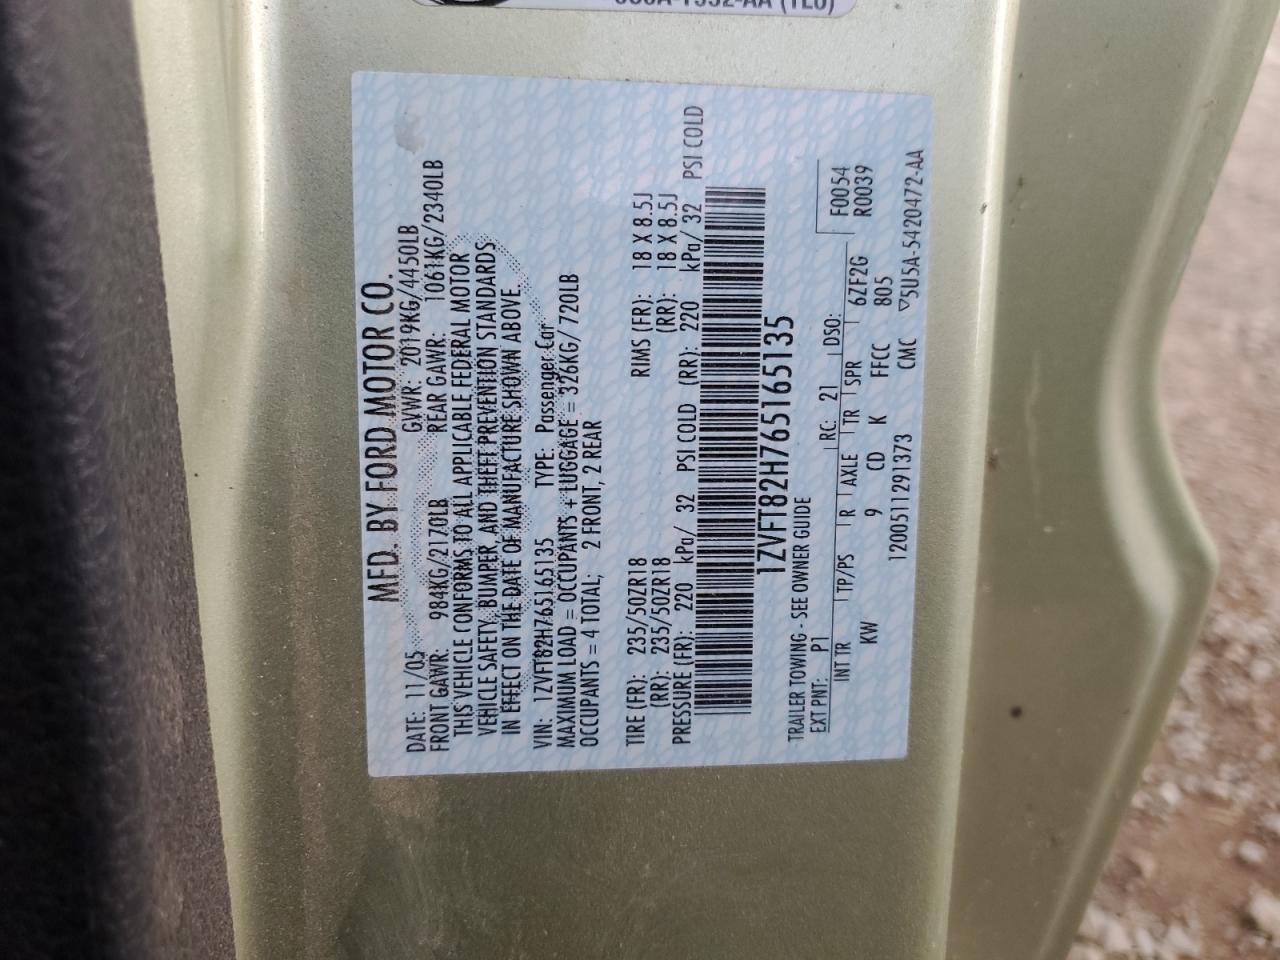 (TEU)
MFD. BY FORD MOTOR CO.
DATE: 11/05 GVWR: 2019KG/4450LB
FRONT GAWR: 984KG/2170LB REAR GAWR: 1061KG/2340LB
THIS VEHICLE CONFORMS TO ALL APPLICABLE FEDERAL MOTOR
VEHICLE SAFETY, BUMPER, AND THEFT PREVENTION STANDARDS
IN EFFECT ON THE DATE OF MANUFACTURE SHOWN ABOVE.
VIN: 1ZVFT82H765165135 TYPE: Passenger Car
MAXIMUM LOAD = OCCUPANTS + LUGGAGE = 326KG/ 720LB
OCCUPANTS = 4 TOTAL; 2 FRONT, 2 REAR
TIRE (FR): 235/50ZR18 RIMS (FR): 18 X 8.5J
(RR): 235/50ZR18 (RR): 18 X 8.5J
PRESSURE (FR): 220 kPa/ 32 PSI COLD (RR): 220 kPa/ 32 PSI COLD
1ZVFT82H765165135
TRAILER TOWING - SEE OWNER GUIDE
EXT PNT: P1 RC: 21 DSO: F0054
INT TR TP/PS R AXLE TR SPR 6ZF2G R0039
KW 9 CD K FFC 805
120051129​1373 CMC ▽5U5A-5420472-AA